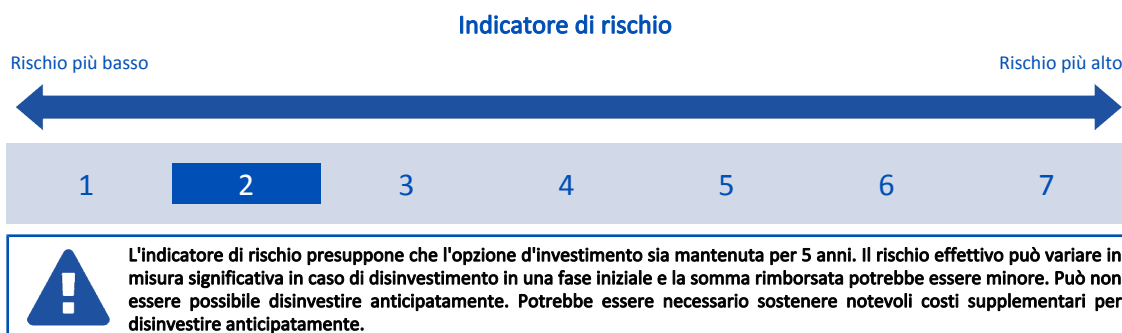 Indicatore di rischio
Rischio più basso
Rischio più alto
1 2 3 4 5 6 7
L'indicatore di rischio presuppone che l'opzione d'investimento sia mantenuta per 5 anni. Il rischio effettivo può variare in
misura significativa in caso di disinvestimento in una fase iniziale e la somma rimborsata potrebbe essere minore. Può non
essere possibile disinvestire anticipatamente. Potrebbe essere necessario sostenere notevoli costi supplementari per
disinvestire anticipatamente.